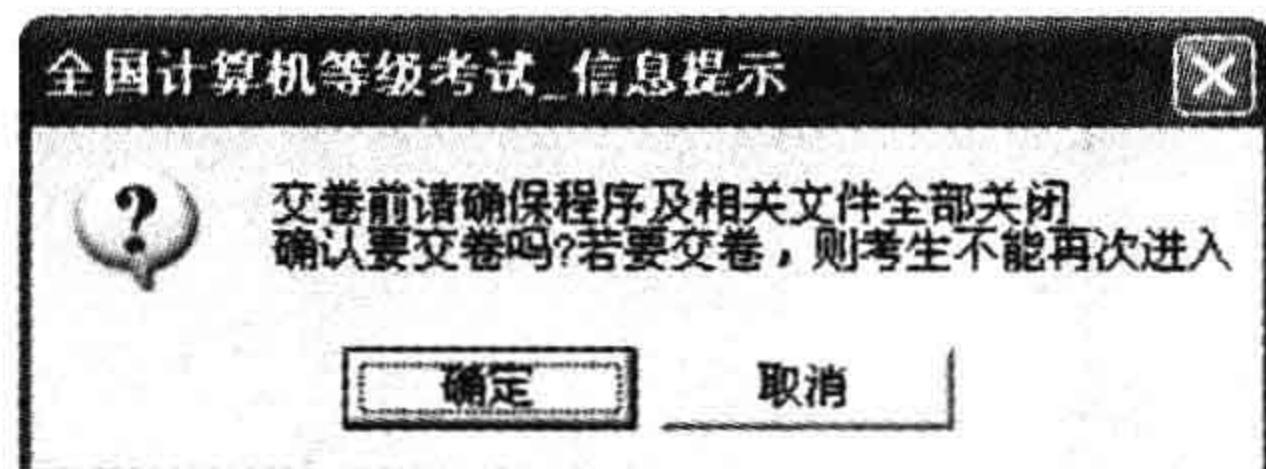 全国计算机等级考试_信息提示
?
交卷前请确保程序及相关文件全部关闭
确认要交卷吗?若要交卷，则考生不能再次进入
确定
取消